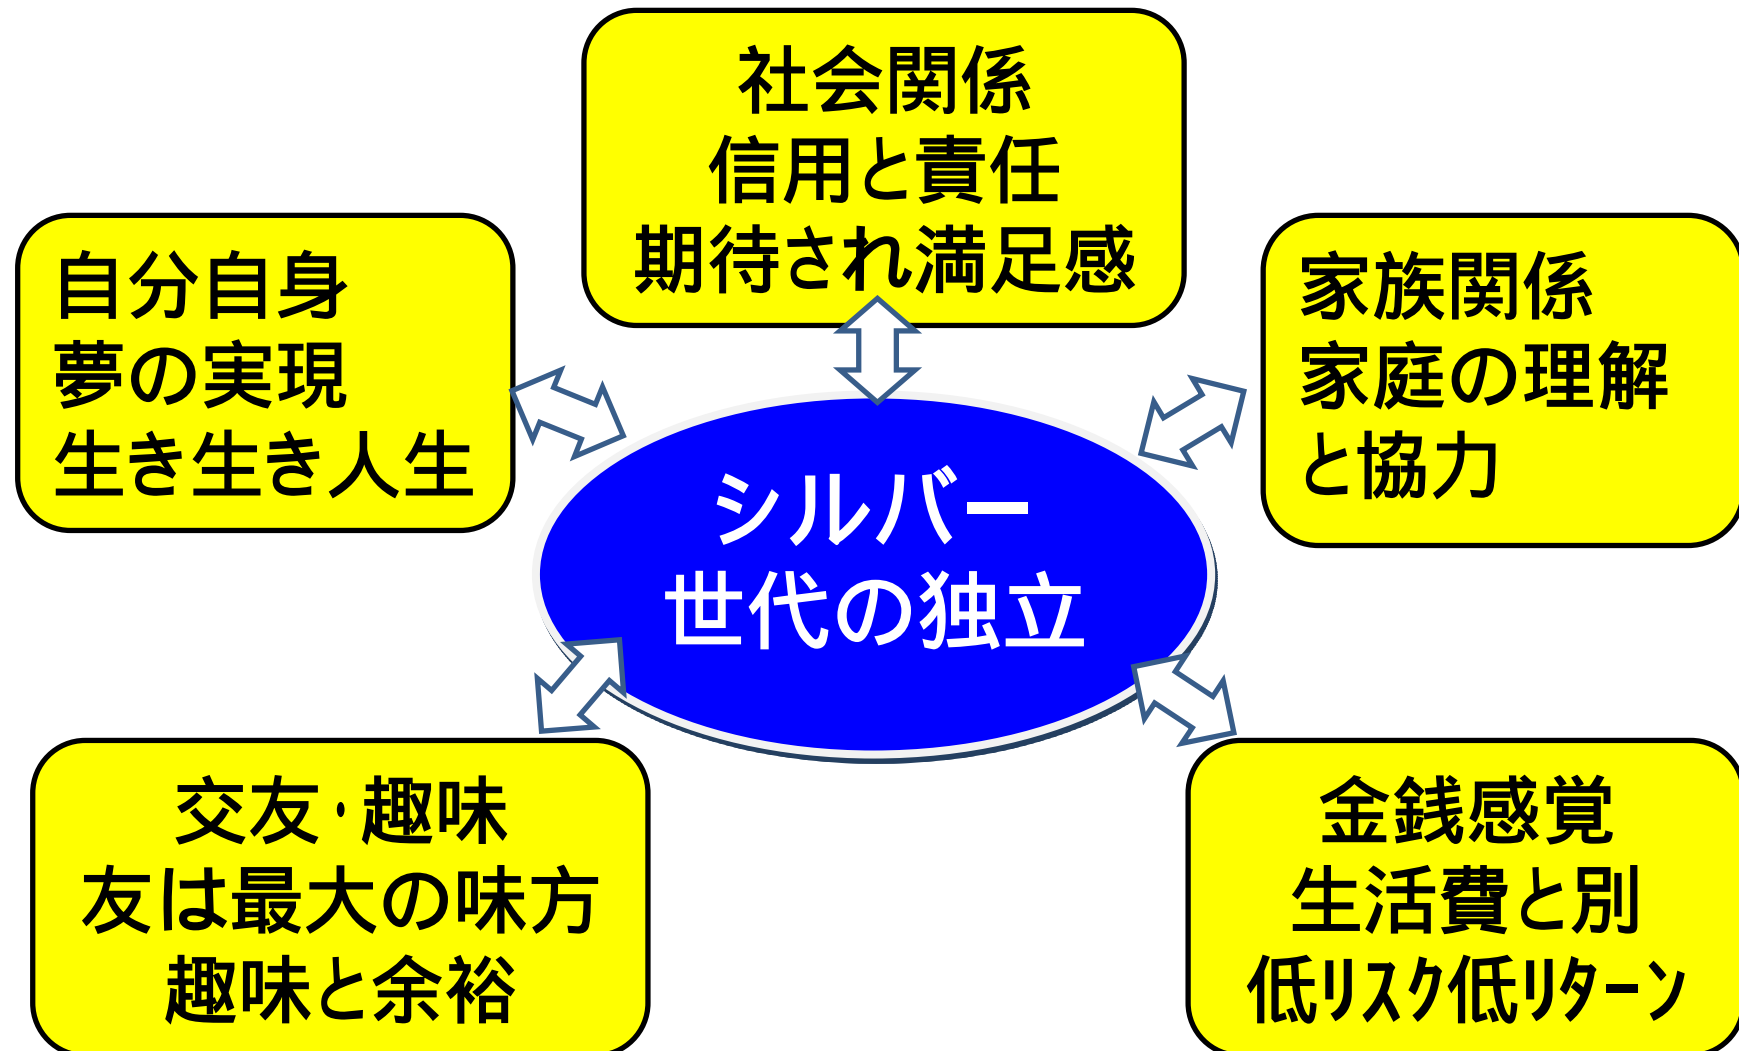 社会関係
信用と責任
期待され満足感
自分自身
夢の実現
生き生き人生
家族関係
家庭の理解
と協力
シルバー
世代の独立
交友・趣味
友は最大の味方
趣味と余裕
金銭感覚
生活費と別
低ﾘｽｸ低ﾘﾀｰﾝ